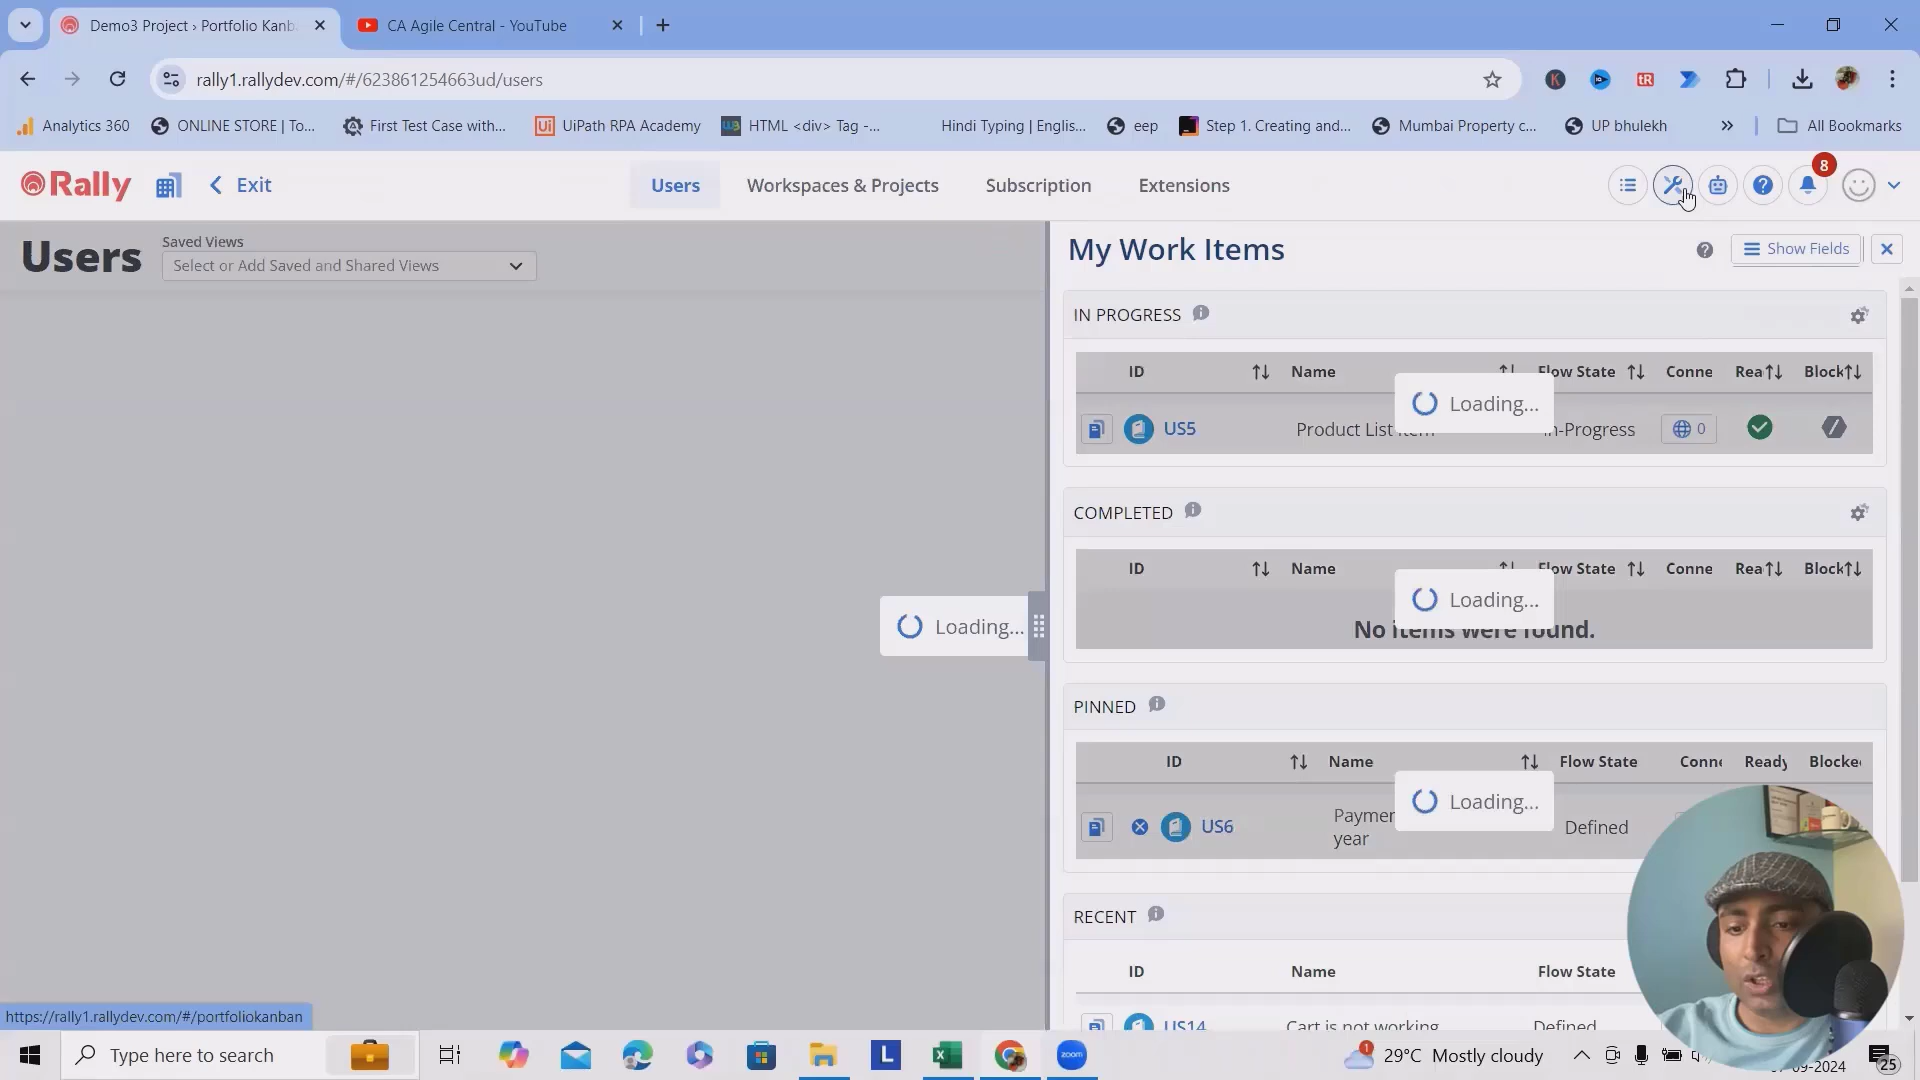 Demo3 Project › Portfolio Kanb
CA Agile Central - YouTube
rally1.rallydev.com/#/623861254663ud/users
Analytics 360
ONLINE STORE | To...
First Test Case with...
UiPath RPA Academy
HTML <div> Tag -...
Hindi Typing | Englis...
eep
Step 1. Creating and...
Mumbai Property c...
UP bhulekh
All Bookmarks
Rally
Exit
Users
Workspaces & Projects
Subscription
Extensions
8
Users
Saved Views
Select or Add Saved and Shared Views
Loading...
My Work Items
Show Fields
IN PROGRESS
ID Name Flow State Conne Rea Block
US5 Product List In-Progress 0
Loading...
COMPLETED
ID Name Flow State Conne Rea Block
Loading...
No items were found.
PINNED
ID Name Flow State Conne Ready Blocke
US6 Paymen year Defined
Loading...
RECENT
ID Name Flow State
US14 Cart is not working Defined
https://rally1.rallydev.com/#/portfoliokanban
Type here to search
zoom
29°C Mostly cloudy
09-2024
25